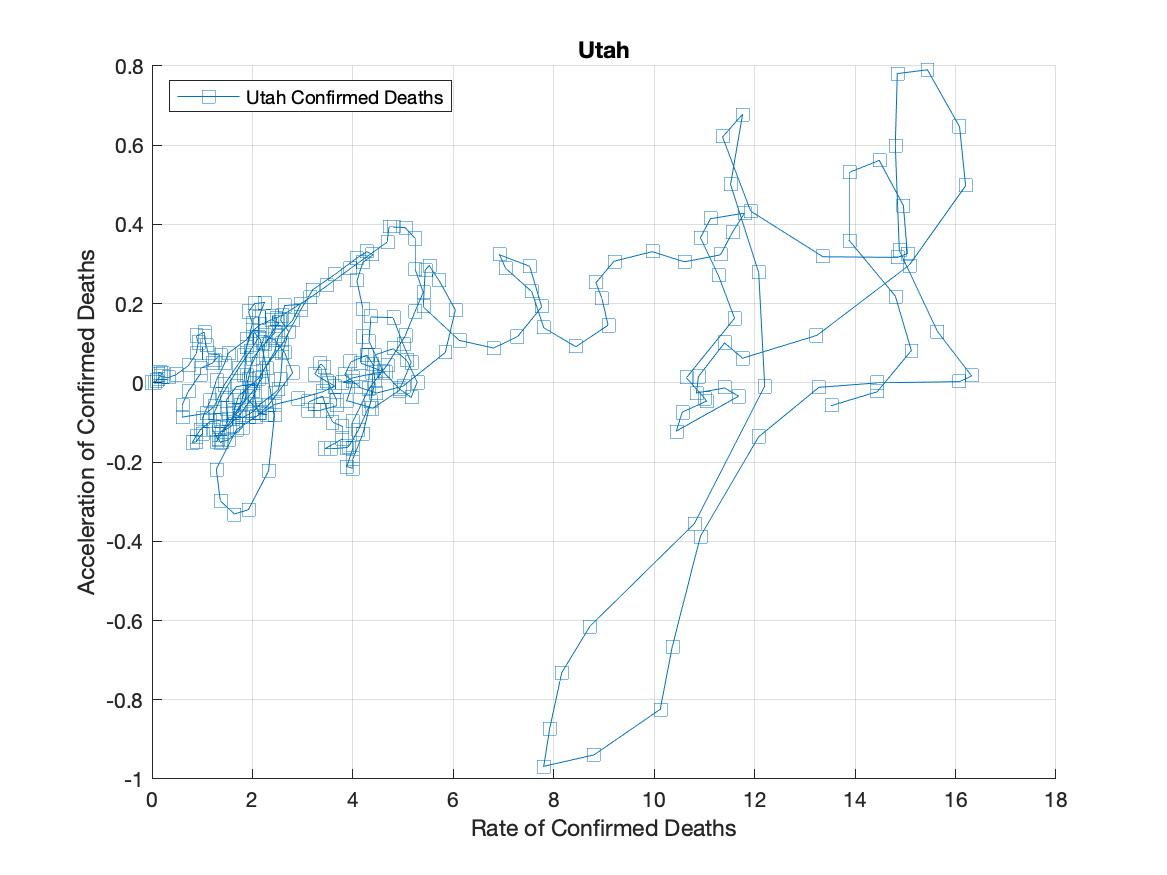 Utah
Utah Confirmed Deaths
0.8
0.6
0.4
0.2
0
-0.2
-0.4
-0.6
-0.8
-1
Acceleration of Confirmed Deaths
0 2 4 6 8 10 12 14 16 18
Rate of Confirmed Deaths